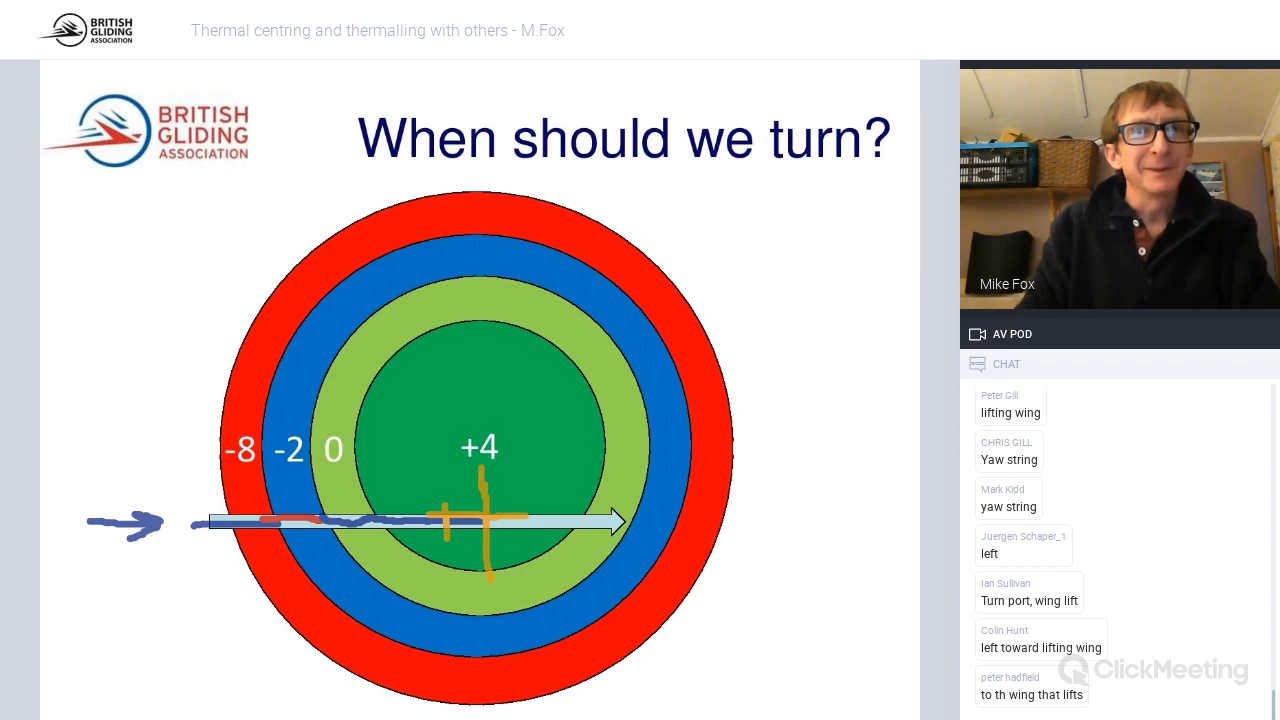 BRITISH
GLIDING
ASSOCIATION
Thermal centring and thermalling with others - M.Fox
BRITISH
GLIDING
ASSOCIATION
When should we turn?
-8 -2 0 +4
Mike Fox
AV POD
CHAT
Peter Gill
lifting wing
CHRIS GILL
Yaw string
Mark Kidd
yaw string
Juergen Schaper_1
left
Ian Sullivan
Turn port, wing lift
Colin Hunt
left toward lifting wing
ClickMeeting
peter hadfield
to th wing that lifts